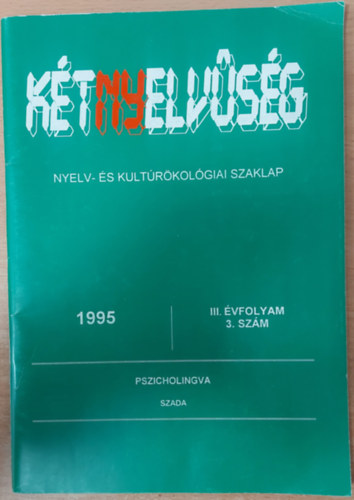 KÉTNYELVŰSÉG
NYELV- ÉS KULTÚRÖKOLÓGIAI SZAKLAP
1995
III. ÉVFOLYAM
3. SZÁM
PSZICHOLINGVA
SZADA